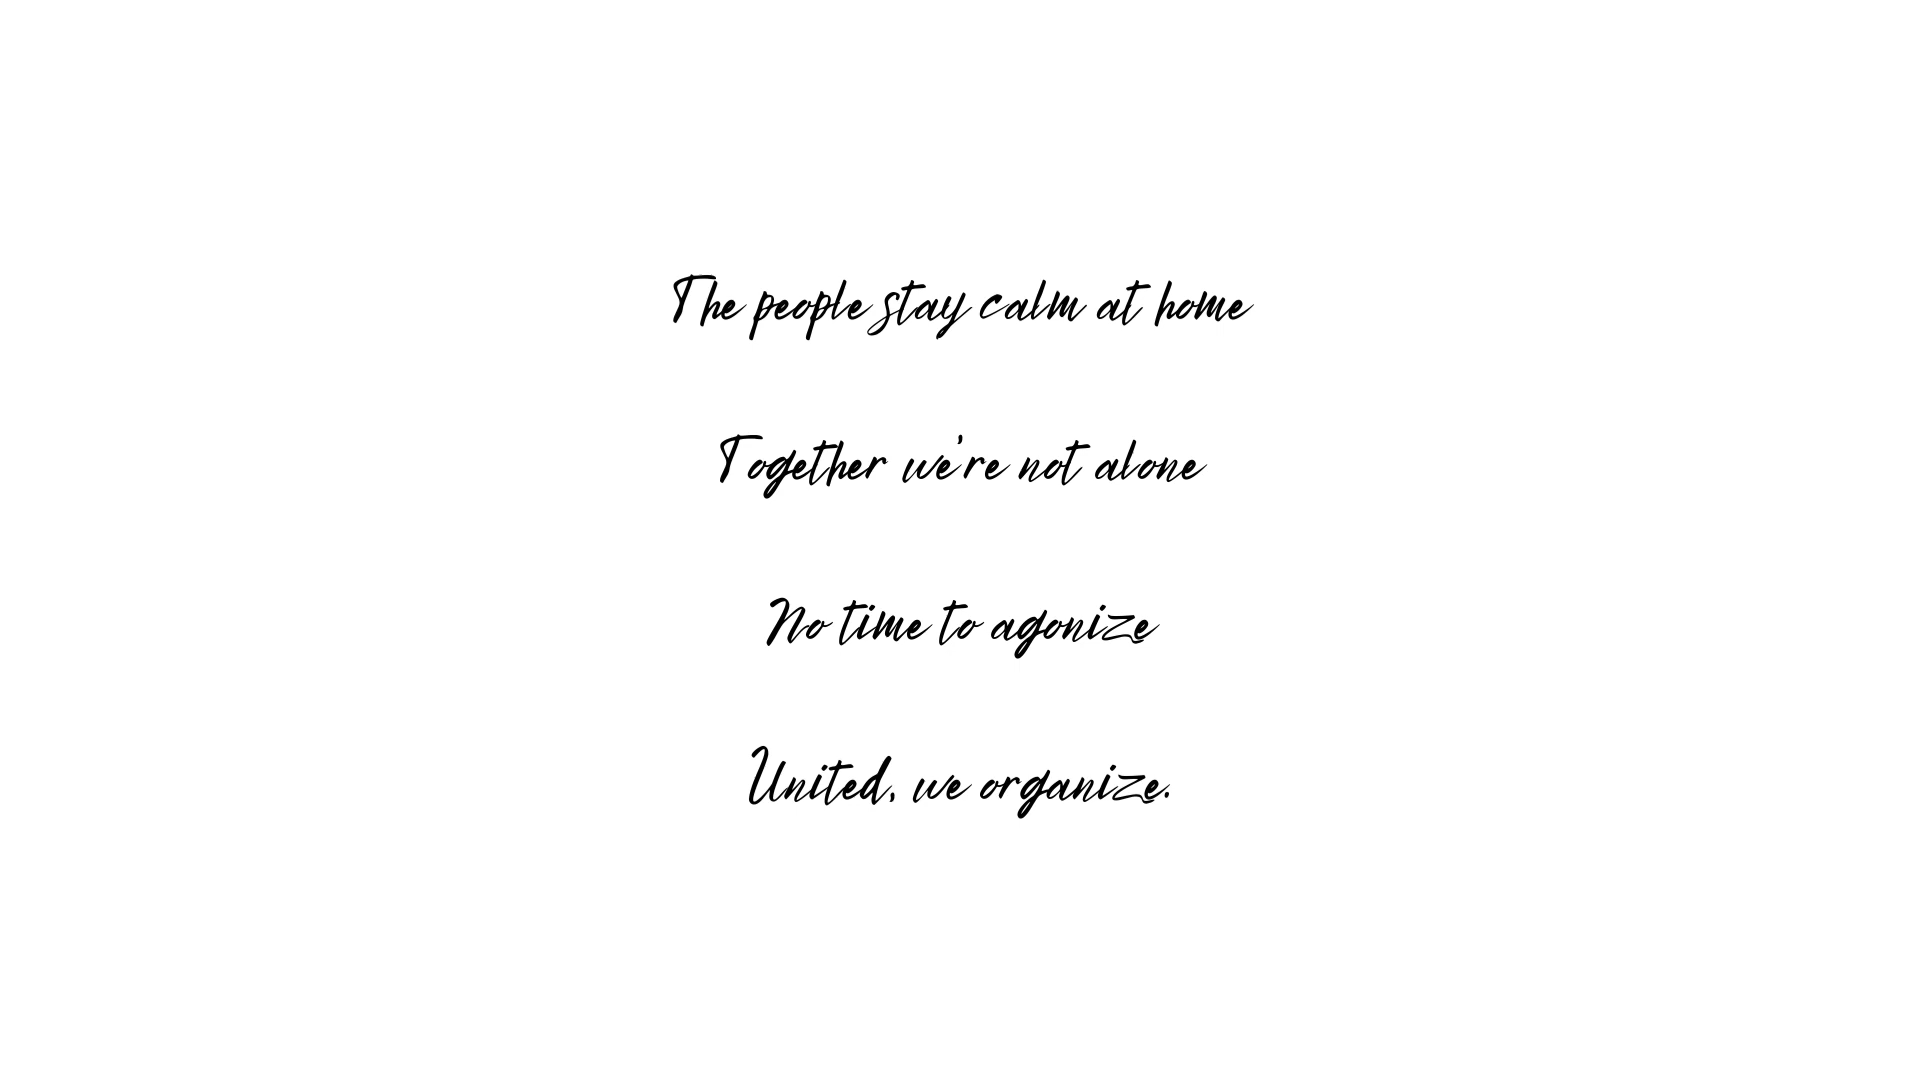 The people stay calm at home
Together we're not alone
No time to agonize
United, we organize.